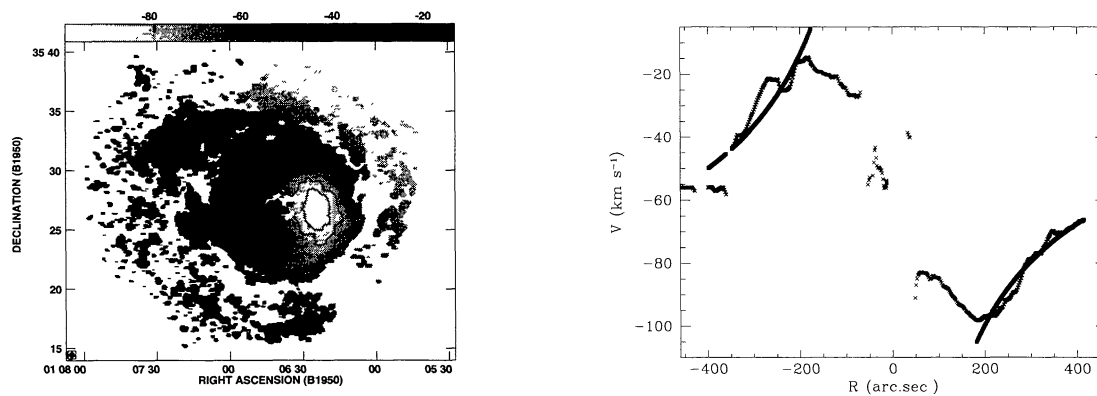 -80 -60 -40 -20
35 40
35
30
25
20
15
DECLINATION (B1950)
01 08 00 07 30 00 06 30 00 05 30
RIGHT ASCENSION (B1950)
-20
-40
-60
-80
-100
V (km s⁻¹)
-400 -200 0 200 400
R (arc.sec )